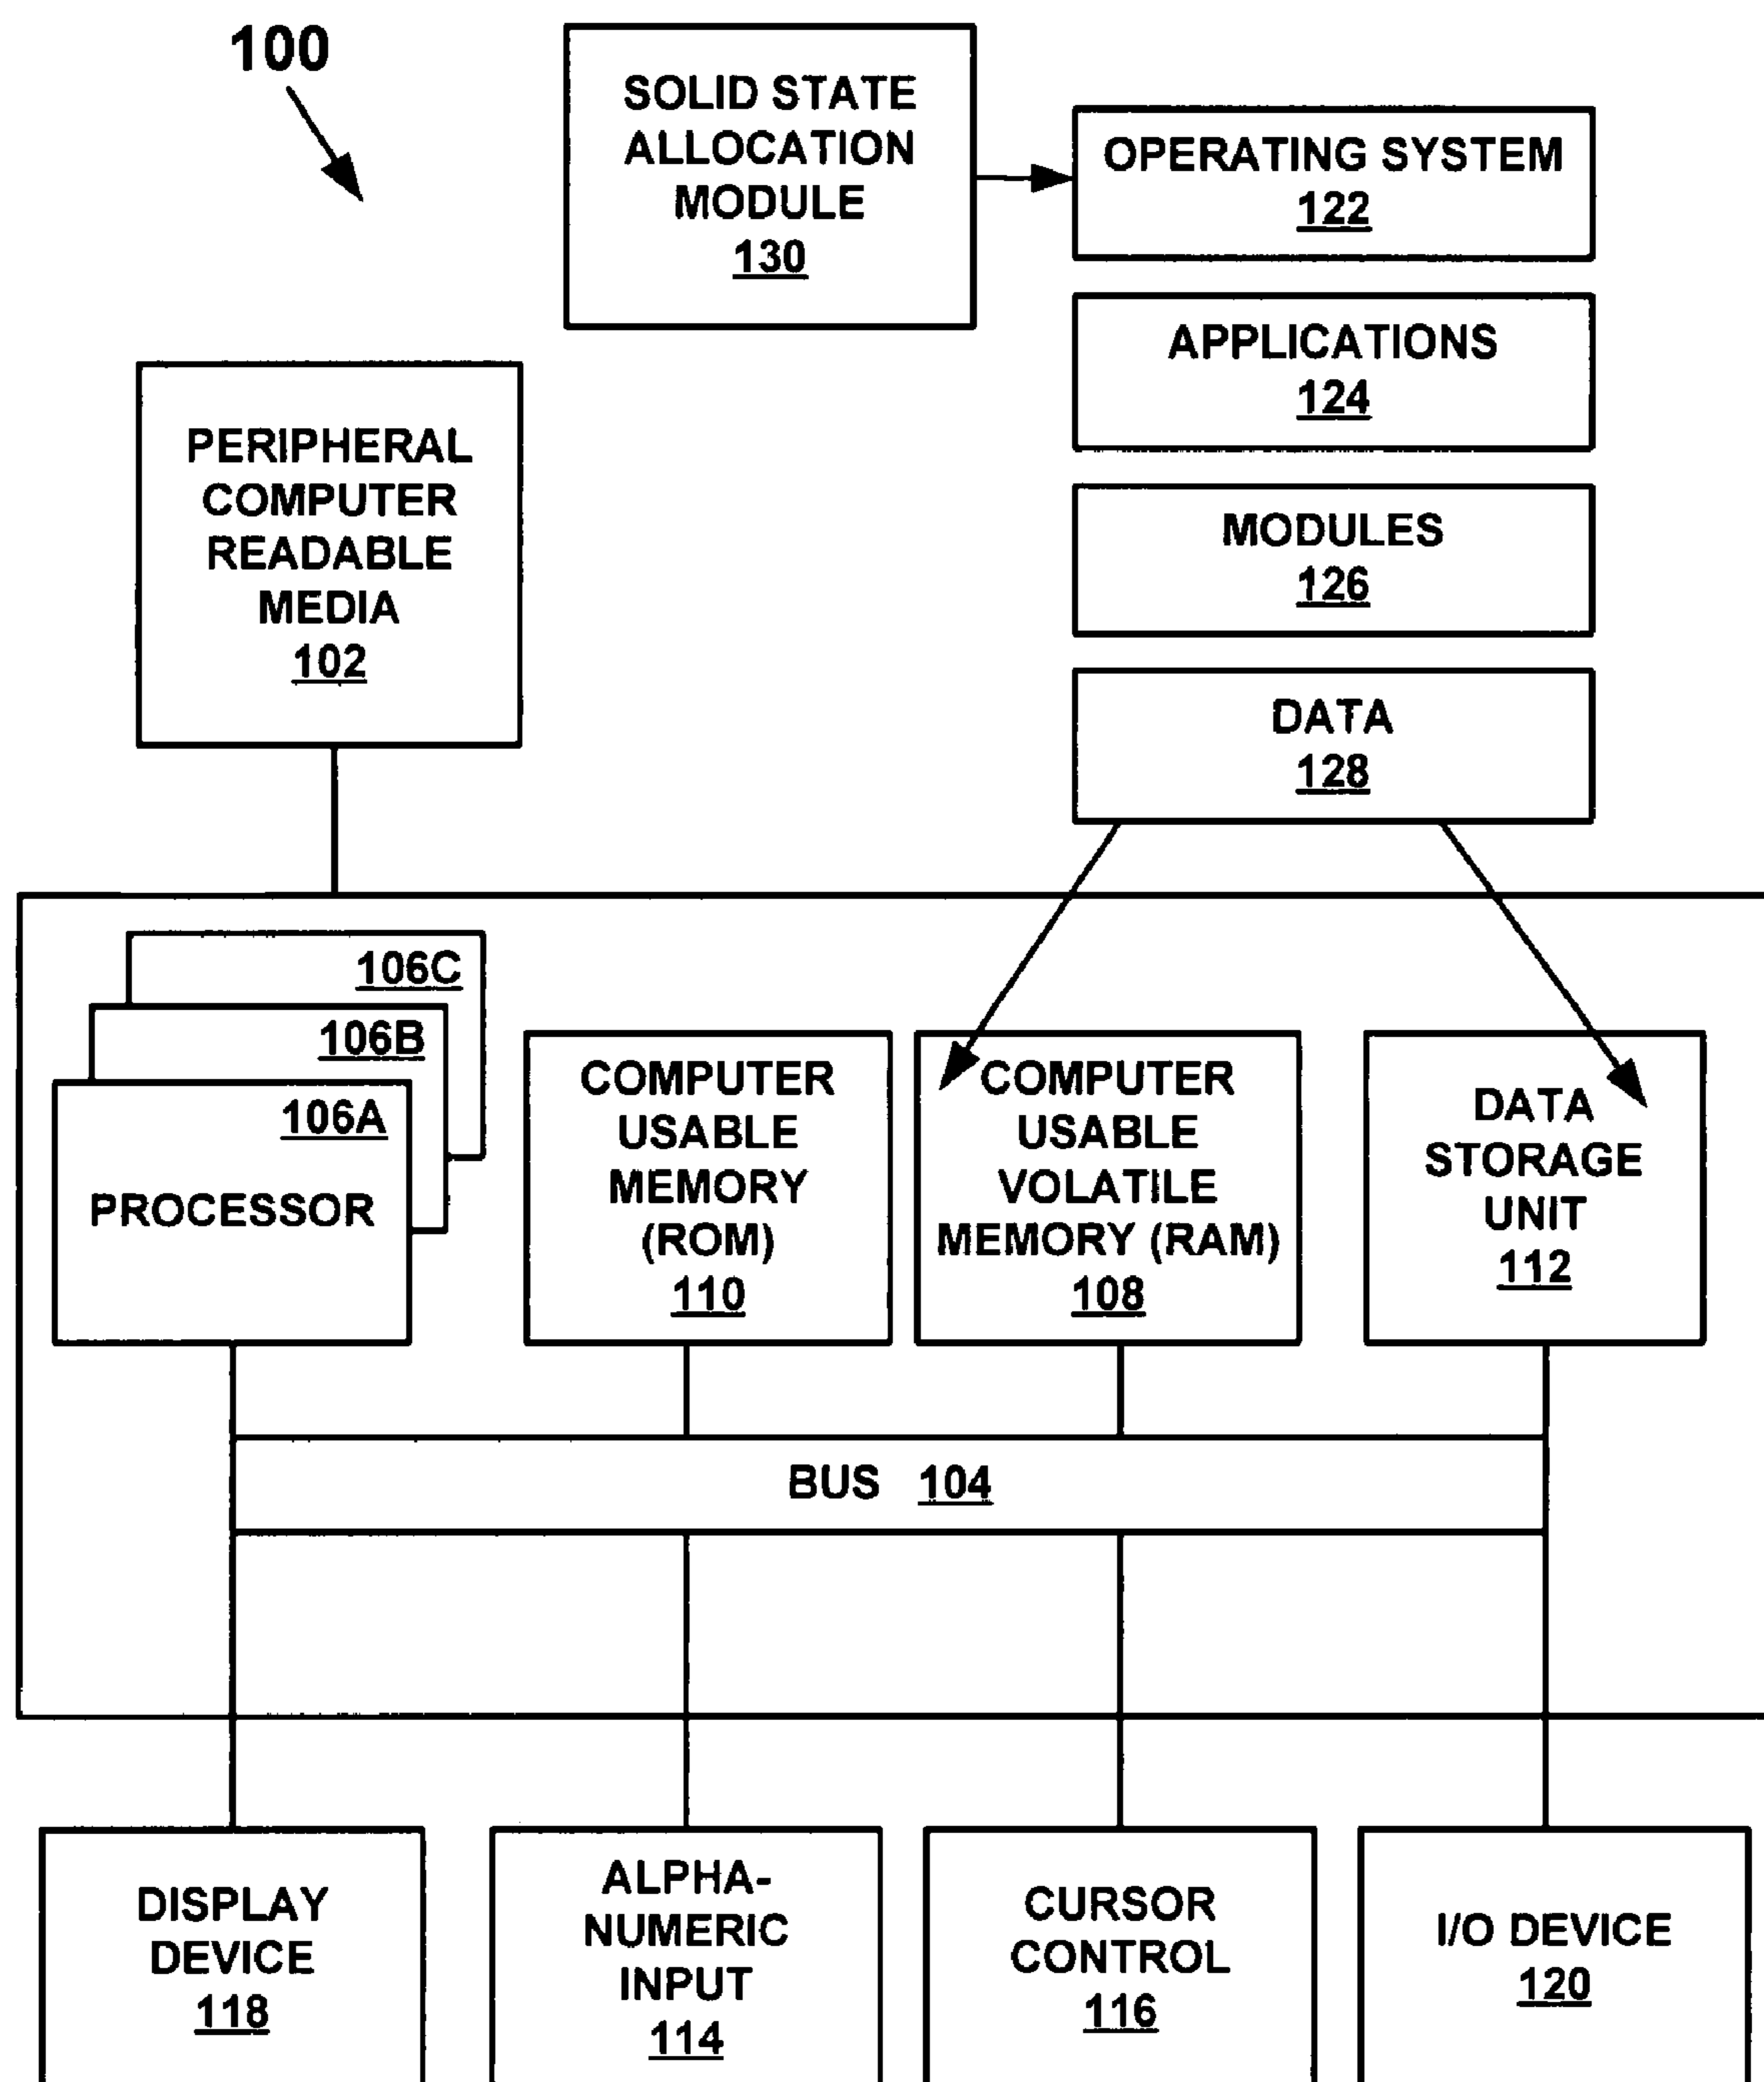 100
SOLID STATE
ALLOCATION
MODULE
130
OPERATING SYSTEM
122
APPLICATIONS
124
MODULES
126
DATA
128
PERIPHERAL
COMPUTER
READABLE
MEDIA
102
106C
106B
106A
PROCESSOR
COMPUTER
USABLE
MEMORY
(ROM)
110
COMPUTER
USABLE
VOLATILE
MEMORY (RAM)
108
DATA
STORAGE
UNIT
112
BUS 104
DISPLAY
DEVICE
118
ALPHA-
NUMERIC
INPUT
114
CURSOR
CONTROL
116
I/O DEVICE
120